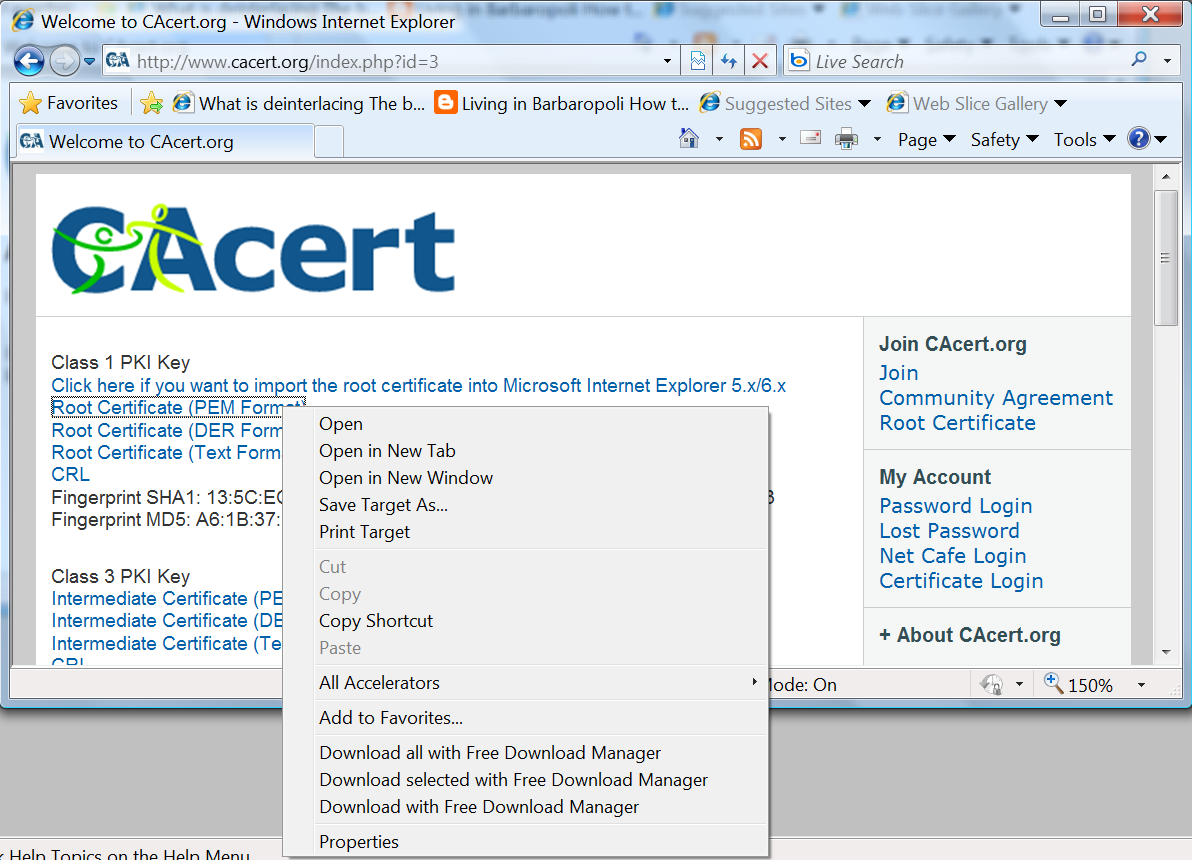 Welcome to CAcert.org - Windows Internet Explorer
http://www.cacert.org/index.php?id=3
Live Search
Favorites
What is deinterlacing The b...
Living in Barbaropoli How t...
Suggested Sites
Web Slice Gallery
Welcome to CAcert.org
Page
Safety
Tools
CAcert
Class 1 PKI Key
Click here if you want to import the root certificate into Microsoft Internet Explorer 5.x/6.x
Root Certificate (PEM Format)
Root Certificate (DER Form
Root Certificate (Text Form
CRL
Fingerprint SHA1: 13:5C:EC
Fingerprint MD5: A6:1B:37:
Class 3 PKI Key
Intermediate Certificate (PE
Intermediate Certificate (DE
Intermediate Certificate (Te
CRL
Open
Open in New Tab
Open in New Window
Save Target As...
Print Target
Cut
Copy
Copy Shortcut
Paste
All Accelerators
Add to Favorites...
Download all with Free Download Manager
Download selected with Free Download Manager
Download with Free Download Manager
Properties
Join CAcert.org
Join
Community Agreement
Root Certificate
My Account
Password Login
Lost Password
Net Cafe Login
Certificate Login
+ About CAcert.org
Mode: On
150%
Help Topics on the Help Menu